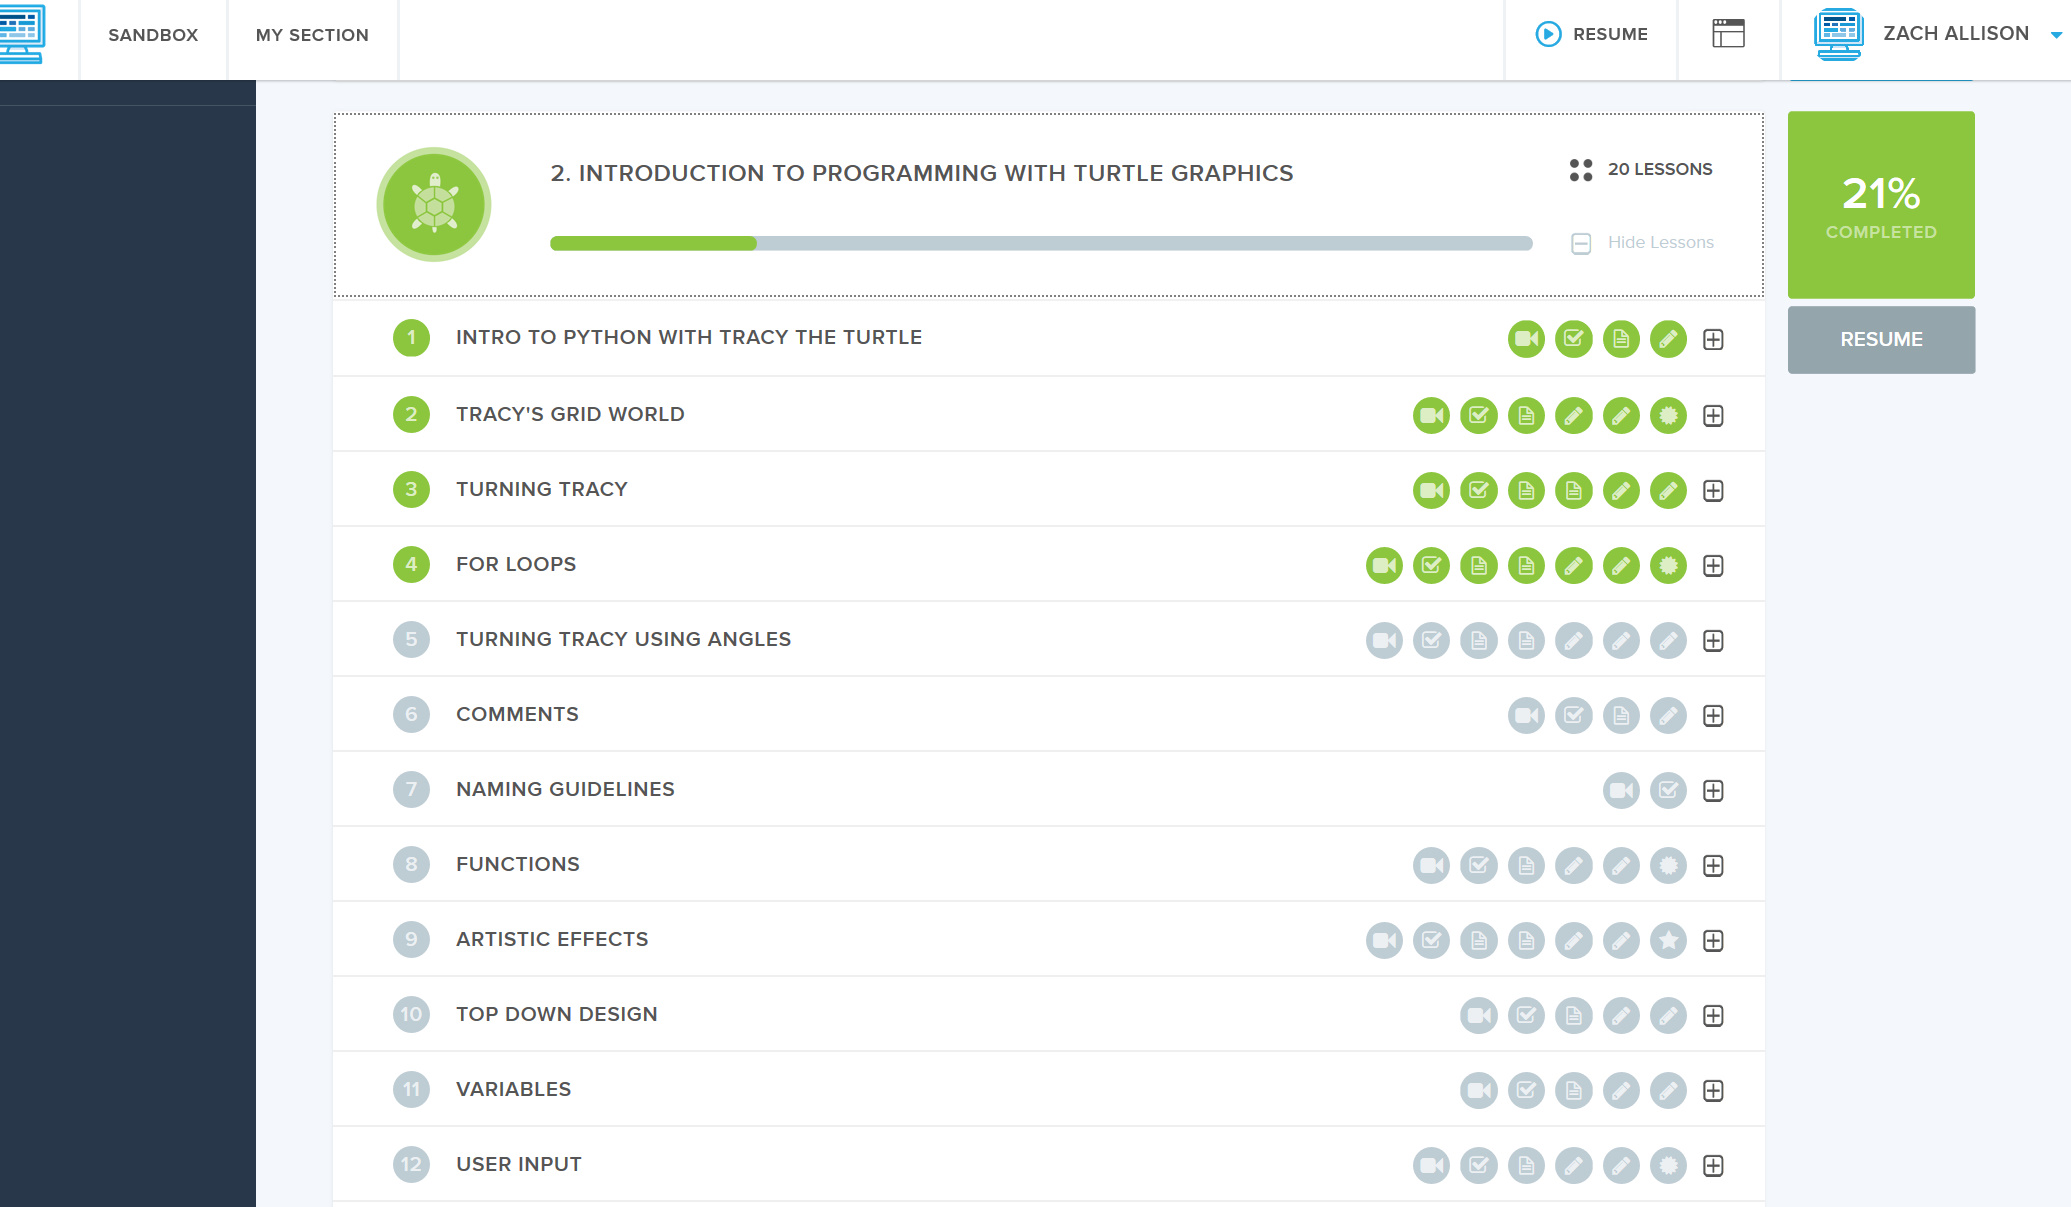 SANDBOX
MY SECTION
RESUME
ZACH ALLISON
2. INTRODUCTION TO PROGRAMMING WITH TURTLE GRAPHICS
20 LESSONS
Hide Lessons
21%
COMPLETED
RESUME
1 INTRO TO PYTHON WITH TRACY THE TURTLE
2 TRACY'S GRID WORLD
3 TURNING TRACY
4 FOR LOOPS
5 TURNING TRACY USING ANGLES
6 COMMENTS
7 NAMING GUIDELINES
8 FUNCTIONS
9 ARTISTIC EFFECTS
10 TOP DOWN DESIGN
11 VARIABLES
12 USER INPUT